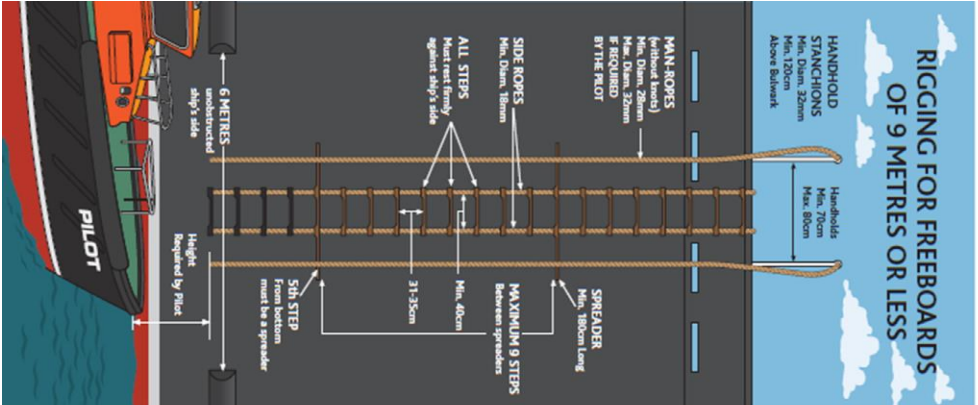 RIGGING FOR FREEBOARDS
OF 9 METRES OR LESS
HANDHOLD
STANCHIONS
Min. Diam. 32mm
Min. 120cm
Above Bulwark
Handholds
Min. 70cm
Max. 80cm
MAN-ROPES
(without knots)
Min. Diam. 28mm
Max. Diam. 32mm
IF REQUIRED
BY THE PILOT
SPREADER
Min. 180cm Long
SIDE ROPES
Min. Diam. 18mm
MAXIMUM 9 STEPS
Between spreaders
ALL STEPS
Must rest firmly
against ship's side
Min. 40cm
31-35cm
5th STEP
From bottom
must be a spreader
6 METRES
unobstructed
ship's side
Height
Required by Pilot
PILOT